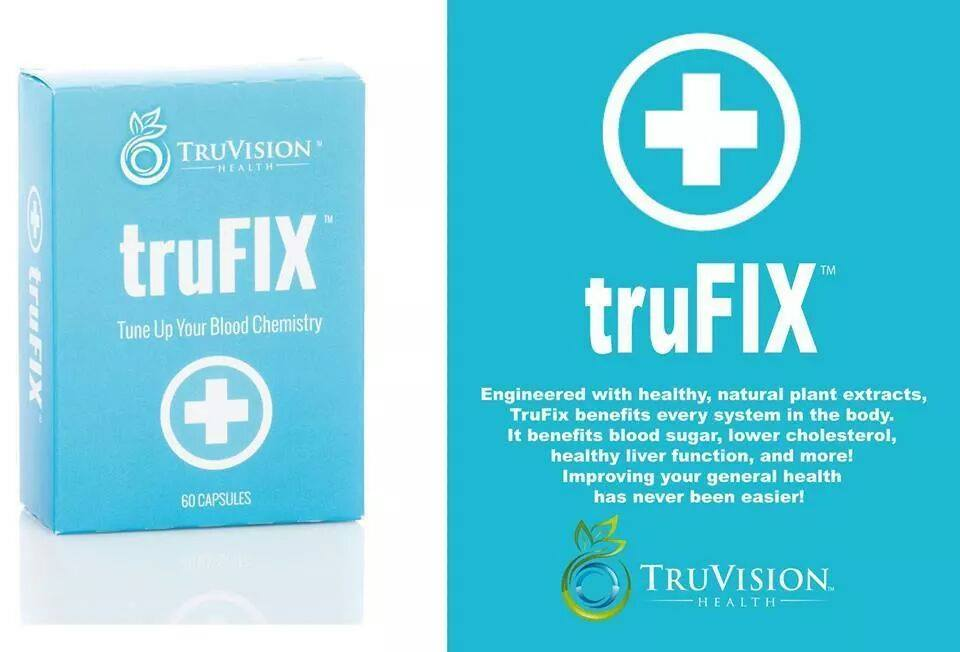 TRUVISION™
HEALTH
truFIX™
Tune Up Your Blood Chemistry
60 CAPSULES
truFIX
truFIX™
Engineered with healthy, natural plant extracts,
TruFix benefits every system in the body.
It benefits blood sugar, lower cholesterol,
healthy liver function, and more!
Improving your general health
has never been easier!
TRUVISION™
HEALTH